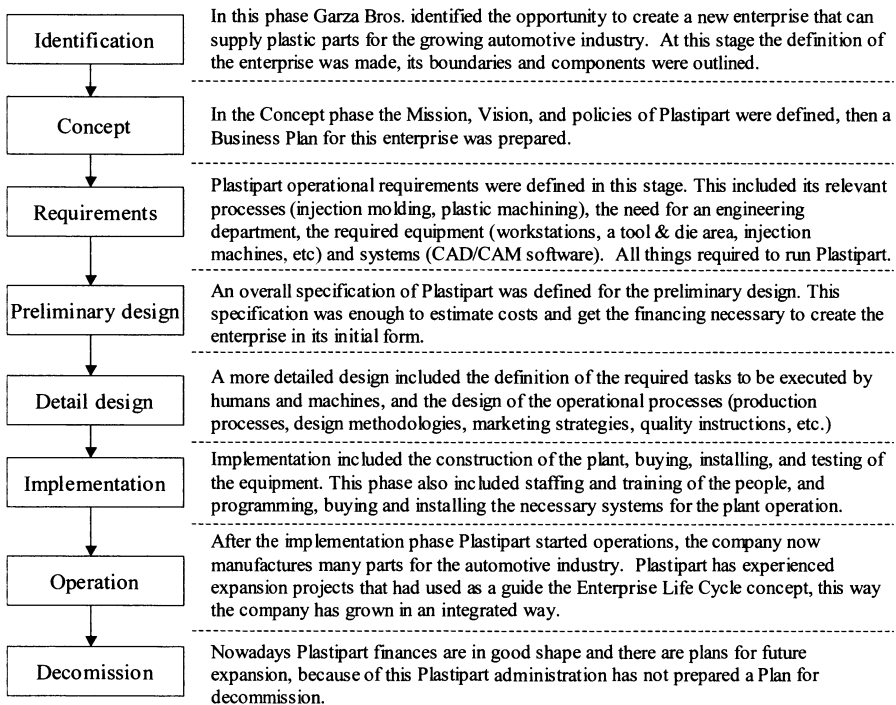 Identification
In this phase Garza Bros. identified the opportunity to create a new enterprise that can
supply plastic parts for the growing automotive industry. At this stage the definition of
the enterprise was made, its boundaries and components were outlined.
Concept
In the Concept phase the Mission, Vision, and policies of Plastipart were defined, then a
Business Plan for this enterprise was prepared.
Requirements
Plastipart operational requirements were defined in this stage. This included its relevant
processes (injection molding, plastic machining), the need for an engineering
department, the required equipment (workstations, a tool & die area, injection
machines, etc) and systems (CAD/CAM software). All things required to run Plastipart.
Preliminary design
An overall specification of Plastipart was defined for the preliminary design. This
specification was enough to estimate costs and get the financing necessary to create the
enterprise in its initial form.
Detail design
A more detailed design included the definition of the required tasks to be executed by
humans and machines, and the design of the operational processes (production
processes, design methodologies, marketing strategies, quality instructions, etc.)
Implementation
Implementation included the construction of the plant, buying, installing, and testing of
the equipment. This phase also included staffing and training of the people, and
programming, buying and installing the necessary systems for the plant operation.
Operation
After the implementation phase Plastipart started operations, the company now
manufactures many parts for the automotive industry. Plastipart has experienced
expansion projects that had used as a guide the Enterprise Life Cycle concept, this way
the company has grown in an integrated way.
Decomission
Nowadays Plastipart finances are in good shape and there are plans for future
expansion, because of this Plastipart administration has not prepared a Plan for
decommission.